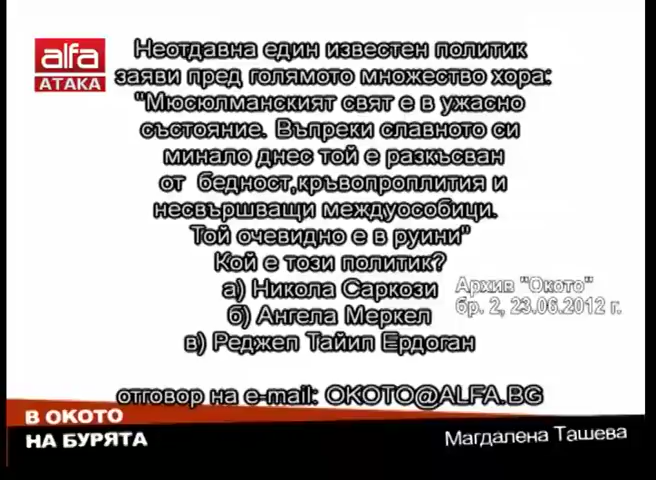 alfa
АТАКА
Неотдавна един известен политик
заяви пред голямото множество хора:
"Мюсюлманският свят е в ужасно
състояние. Въпреки славното си
минало днес той е разкъсван
от бедност,кръвопроплития и
несвършващи междуособици.
Той очевидно е в руини"
Кой е този политик?
а) Никола Саркози
б) Ангела Меркел
в) Реджеп Тайип Ердоган
Архив "Окото"
бр. 2, 23.06.2012 г.
отговор на e-mail: OKOTO@ALFA.BG
В ОКОТО
НА БУРЯТА
Магдалена Ташева